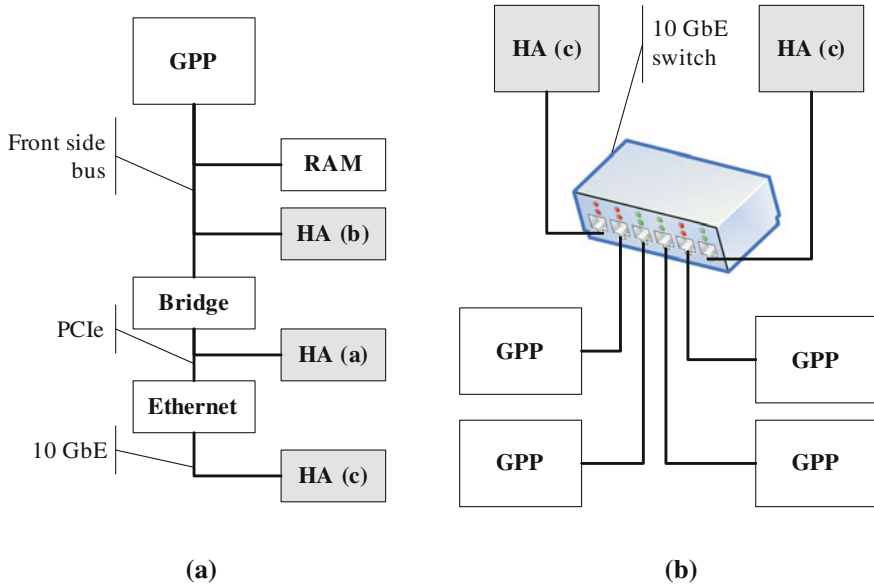 GPP
Front side
bus
RAM
HA (b)
Bridge
PCIe
HA (a)
Ethernet
10 GbE
HA (c)
(a)
HA (c)
10 GbE
switch
HA (c)
GPP
GPP
GPP
GPP
(b)